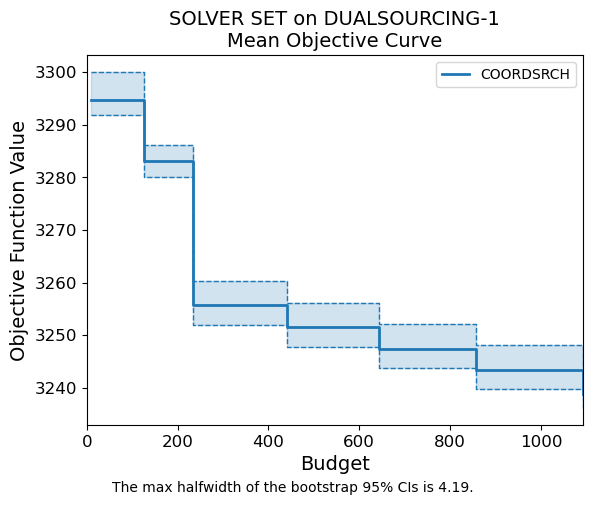 SOLVER SET on DUALSOURCING-1
Mean Objective Curve
COORDSRCH
Objective Function Value
3300
3290
3280
3270
3260
3250
3240
0 200 400 600 800 1000
Budget
The max halfwidth of the bootstrap 95% CIs is 4.19.